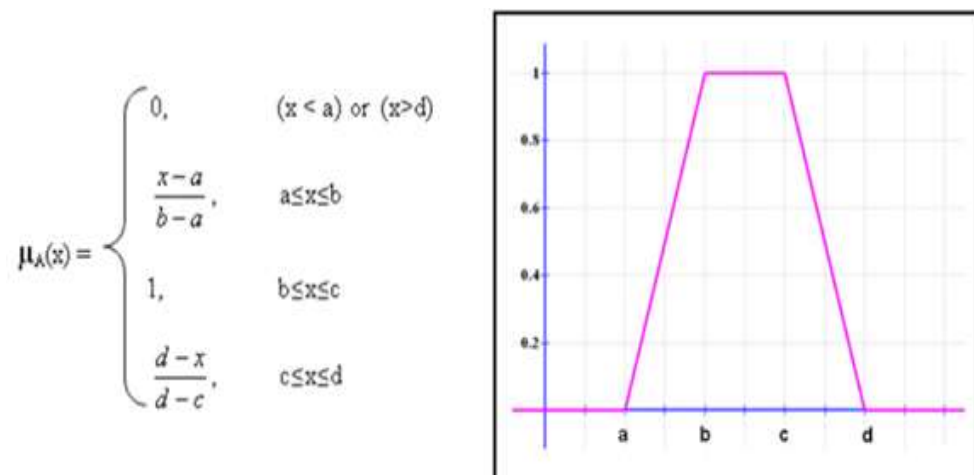 μA(x) =
0, (x < a) or (x>d)
x – a
b – a , a≤x≤b
1, b≤x≤c
d – x
d – c , c≤x≤d
1
0.8
0.6
0.4
0.2
a b c d